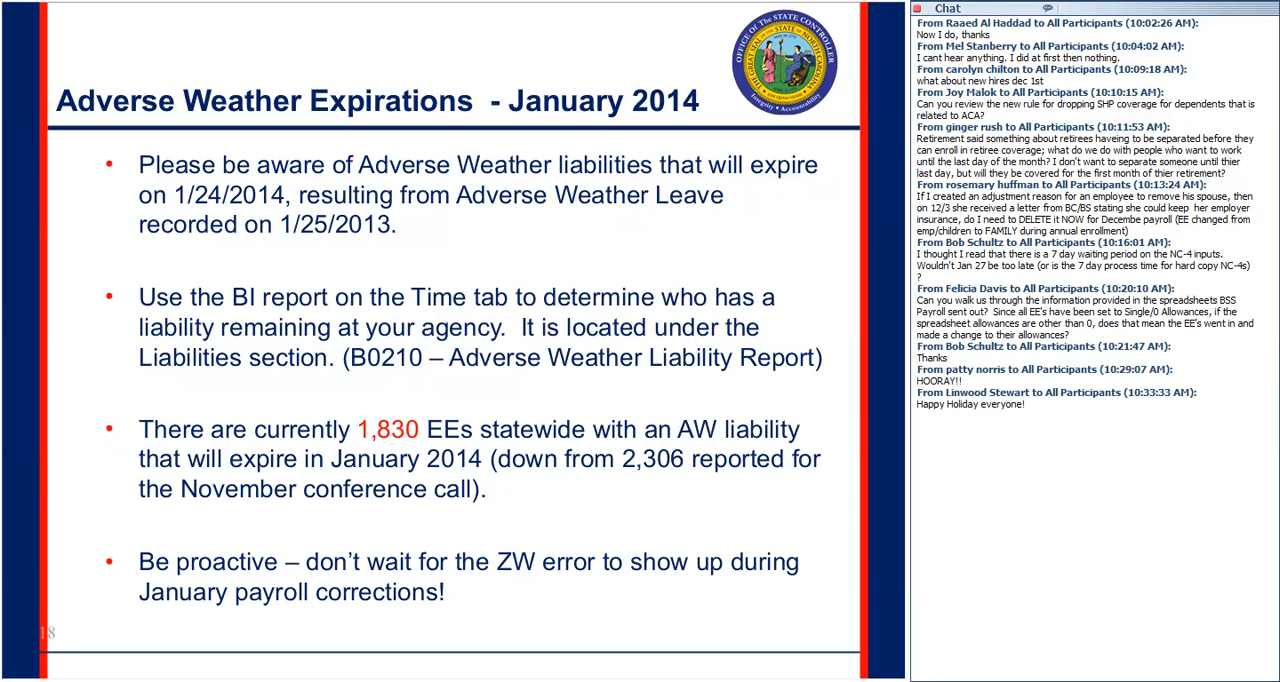 OFFICE OF THE STATE CONTROLLER
THE GREAT SEAL OF THE STATE OF NORTH CAROLINA
Integrity • Accountability
Adverse Weather Expirations - January 2014
• Please be aware of Adverse Weather liabilities that will expire
on 1/24/2014, resulting from Adverse Weather Leave
recorded on 1/25/2013.
• Use the BI report on the Time tab to determine who has a
liability remaining at your agency. It is located under the
Liabilities section. (B0210 – Adverse Weather Liability Report)
• There are currently 1,830 EEs statewide with an AW liability
that will expire in January 2014 (down from 2,306 reported for
the November conference call).
• Be proactive – don’t wait for the ZW error to show up during
January payroll corrections!
18
Chat
From Raaed Al Haddad to All Participants (10:02:26 AM):
Now I do, thanks
From Mel Stanberry to All Participants (10:04:02 AM):
I cant hear anything. I did at first then nothing.
From carolyn chilton to All Participants (10:09:18 AM):
what about new hires dec 1st
From Joy Malok to All Participants (10:10:15 AM):
Can you review the new rule for dropping SHP coverage for dependents that is
related to ACA?
From ginger rush to All Participants (10:11:53 AM):
Retirement said something about retirees haveing to be separated before they
can enroll in retiree coverage; what do we do with people who want to work
until the last day of the month? I don't want to separate someone until thier
last day, but will they be covered for the first month of thier retirement?
From rosemary huffman to All Participants (10:13:24 AM):
If I created an adjustment reason for an employee to remove his spouse, then
on 12/3 she received a letter from BC/BS stating she could keep her employer
insurance, do I need to DELETE it NOW for Decembe payroll (EE changed from
emp/children to FAMILY during annual enrollment)
From Bob Schultz to All Participants (10:16:01 AM):
I thought I read that there is a 7 day waiting period on the NC-4 inputs.
Wouldn't Jan 27 be too late (or is the 7 day process time for hard copy NC-4s)
?
From Felicia Davis to All Participants (10:20:10 AM):
Can you walk us through the information provided in the spreadsheets BSS
Payroll sent out? Since all EE's have been set to Single/0 Allowances, if the
spreadsheet allowances are other than 0, does that mean the EE's went in and
made a change to their allowances?
From Bob Schultz to All Participants (10:21:47 AM):
Thanks
From patty norris to All Participants (10:29:07 AM):
HOORAY!!
From Linwood Stewart to All Participants (10:33:33 AM):
Happy Holiday everyone!